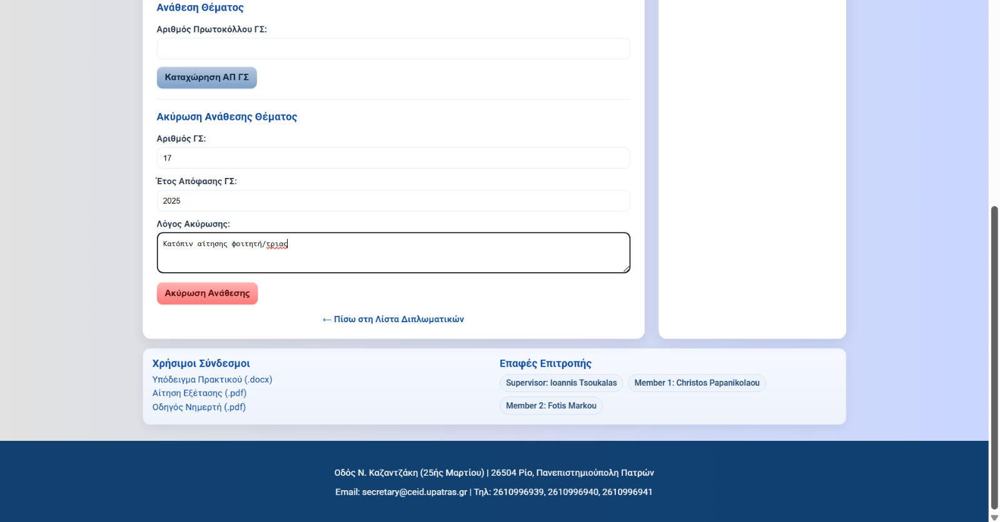 Ανάθεση Θέματος
Αριθμός Πρωτοκόλλου ΓΣ:
Καταχώρηση ΑΠ ΓΣ
Ακύρωση Ανάθεσης Θέματος
Αριθμός ΓΣ:
17
Έτος Απόφασης ΓΣ:
2025
Λόγος Ακύρωσης:
Κατόπιν αίτησης φοιτητή/τριας
Ακύρωση Ανάθεσης
← Πίσω στη Λίστα Διπλωματικών
Χρήσιμοι Σύνδεσμοι
Υπόδειγμα Πρακτικού (.docx)
Αίτηση Εξέτασης (.pdf)
Οδηγός Νημερτή (.pdf)
Επαφές Επιτροπής
Supervisor: Ioannis Tsoukalas
Member 1: Christos Papanikolaou
Member 2: Fotis Markou
Οδός Ν. Καζαντζάκη (25ής Μαρτίου) | 26504 Ρίο, Πανεπιστημιούπολη Πατρών
Email: secretary@ceid.upatras.gr | Τηλ: 2610996939, 2610996940, 2610996941